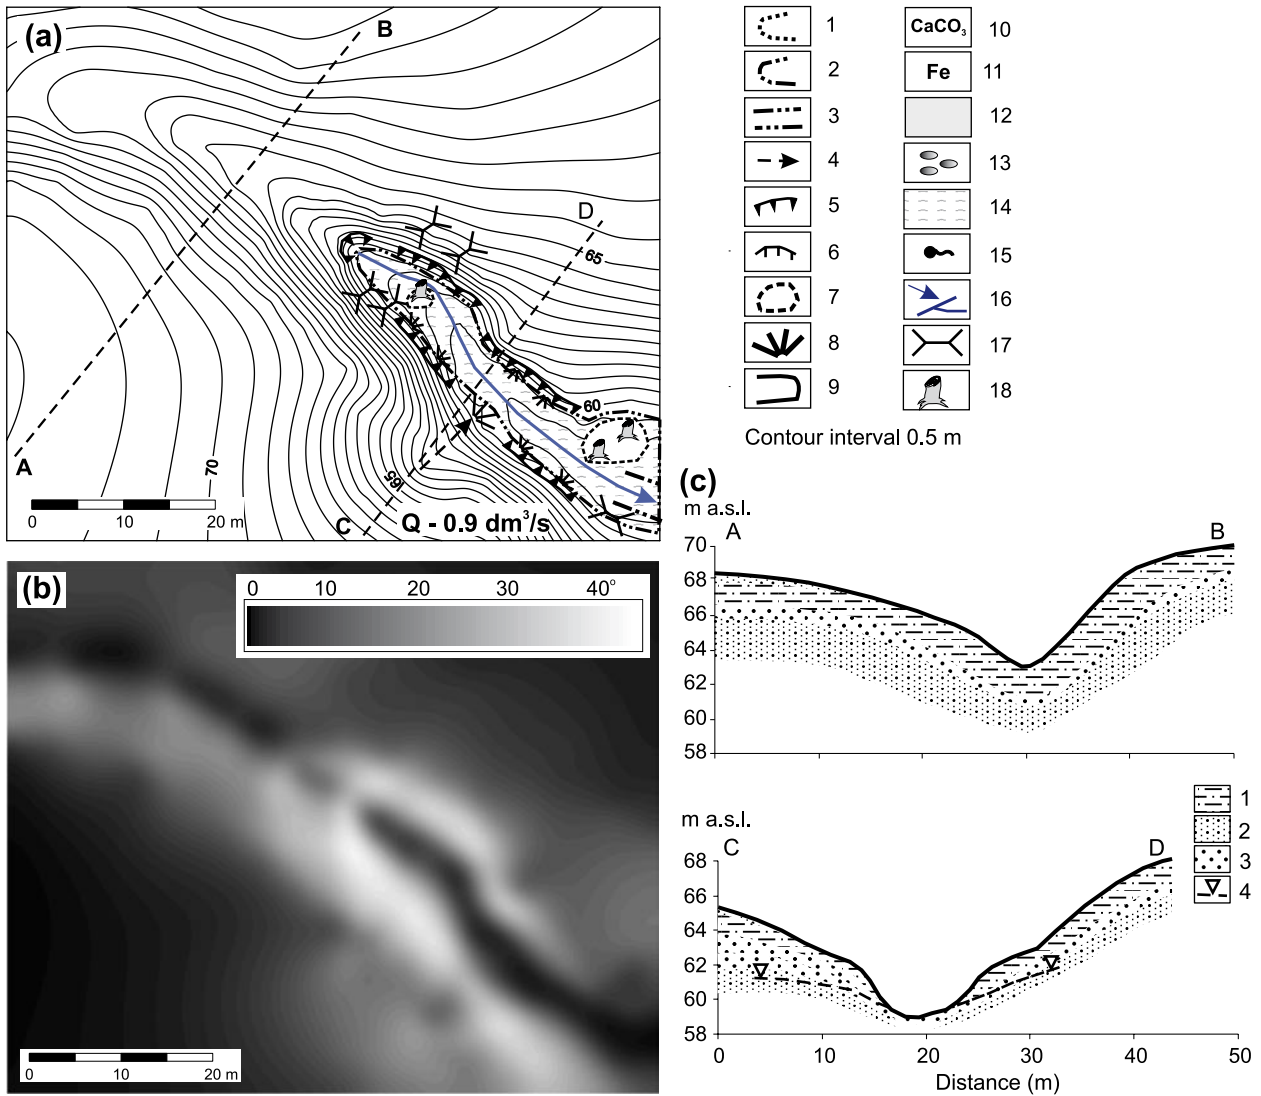 (a)
B
D
65
60
70
65
A
C
0 10 20 m
Q - 0.9 dm³/s
1
2
3
4
5
6
7
8
9
CaCO₃ 10
Fe 11
12
13
14
15
16
17
18
Contour interval 0.5 m
(b)
0 10 20 30 40°
0 10 20 m
(c)
m a.s.l.
A B
70
68
66
64
62
60
58
m a.s.l.
C D
68
66
64
62
60
58
0 10 20 30 40 50
Distance (m)
1
2
3
4